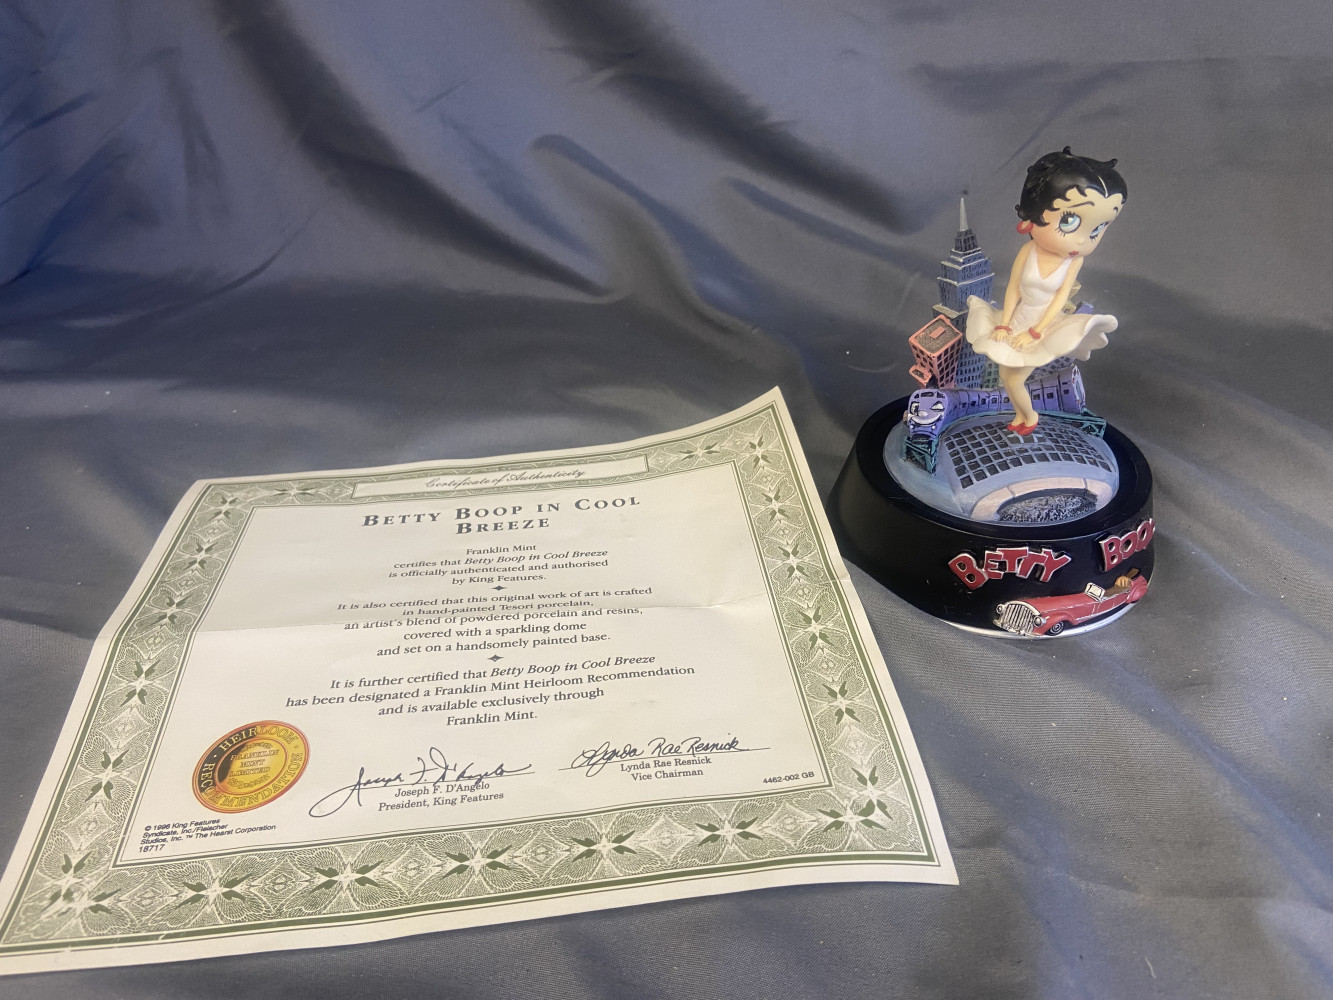 Certificate of Authenticity
BETTY BOOP IN COOL
BREEZE
Franklin Mint
certifies that Betty Boop in Cool Breeze
is officially authenticated and authorised
by King Features.
It is also certified that this original work of art is crafted
in hand-painted Tesori porcelain,
an artist's blend of powdered porcelain and resins,
covered with a sparkling dome
and set on a handsomely painted base.
It is further certified that Betty Boop in Cool Breeze
has been designated a Franklin Mint Heirloom Recommendation
and is available exclusively through
Franklin Mint.
HEIRLOOM RECOMMENDATION
FRANKLIN
MINT
LIMITED
Joseph F. D'Angelo
Joseph F. D'Angelo
President, King Features
Lynda Rae Resnick
Lynda Rae Resnick
Vice Chairman
4462-002 GB
© 1996 King Features
Syndicate, Inc./Fleischer
Studios, Inc. ™ The Hearst Corporation
18717
BETTY BOOP